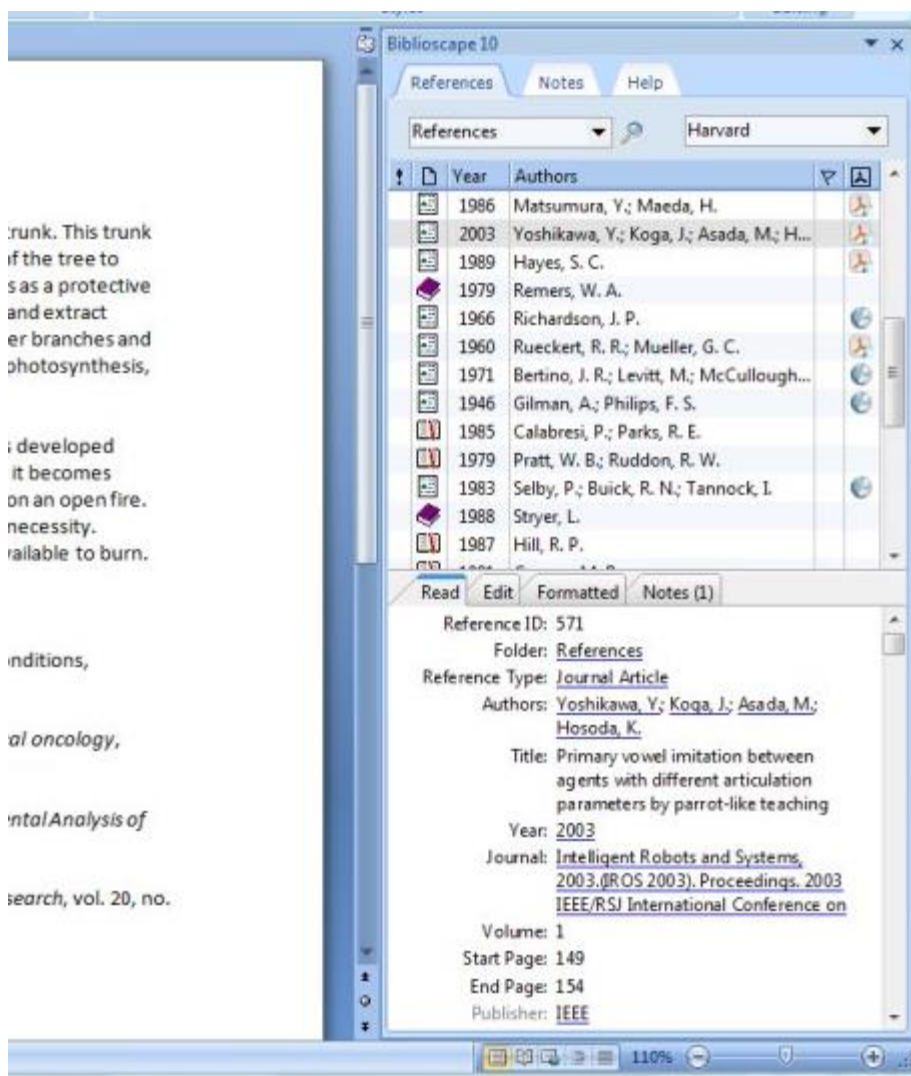 Biblioscape 10
References Notes Help
References Harvard
! Year Authors
1986 Matsumura, Y.; Maeda, H.
2003 Yoshikawa, Y.; Koga, J.; Asada, M.; H...
1989 Hayes, S. C.
1979 Remers, W. A.
1966 Richardson, J. P.
1960 Rueckert, R. R.; Mueller, G. C.
1971 Bertino, J. R.; Levitt, M.; McCullough...
1946 Gilman, A.; Philips, F. S.
1985 Calabresi, P.; Parks, R. E.
1979 Pratt, W. B.; Ruddon, R. W.
1983 Selby, P.; Buick, R. N.; Tannock, I.
1988 Stryer, L.
1987 Hill, R. P.
Read Edit Formatted Notes (1)
Reference ID: 571
Folder: References
Reference Type: Journal Article
Authors: Yoshikawa, Y.; Koga, J.; Asada, M.;
Hosoda, K.
Title: Primary vowel imitation between
agents with different articulation
parameters by parrot-like teaching
Year: 2003
Journal: Intelligent Robots and Systems,
2003.(IROS 2003). Proceedings. 2003
IEEE/RSJ International Conference on
Volume: 1
Start Page: 149
End Page: 154
Publisher: IEEE
trunk. This trunk
of the tree to
s as a protective
and extract
er branches and
photosynthesis,
s developed
it becomes
on an open fire.
necessity.
vailable to burn.
nditions,
al oncology,
ental Analysis of
search, vol. 20, no.
110%